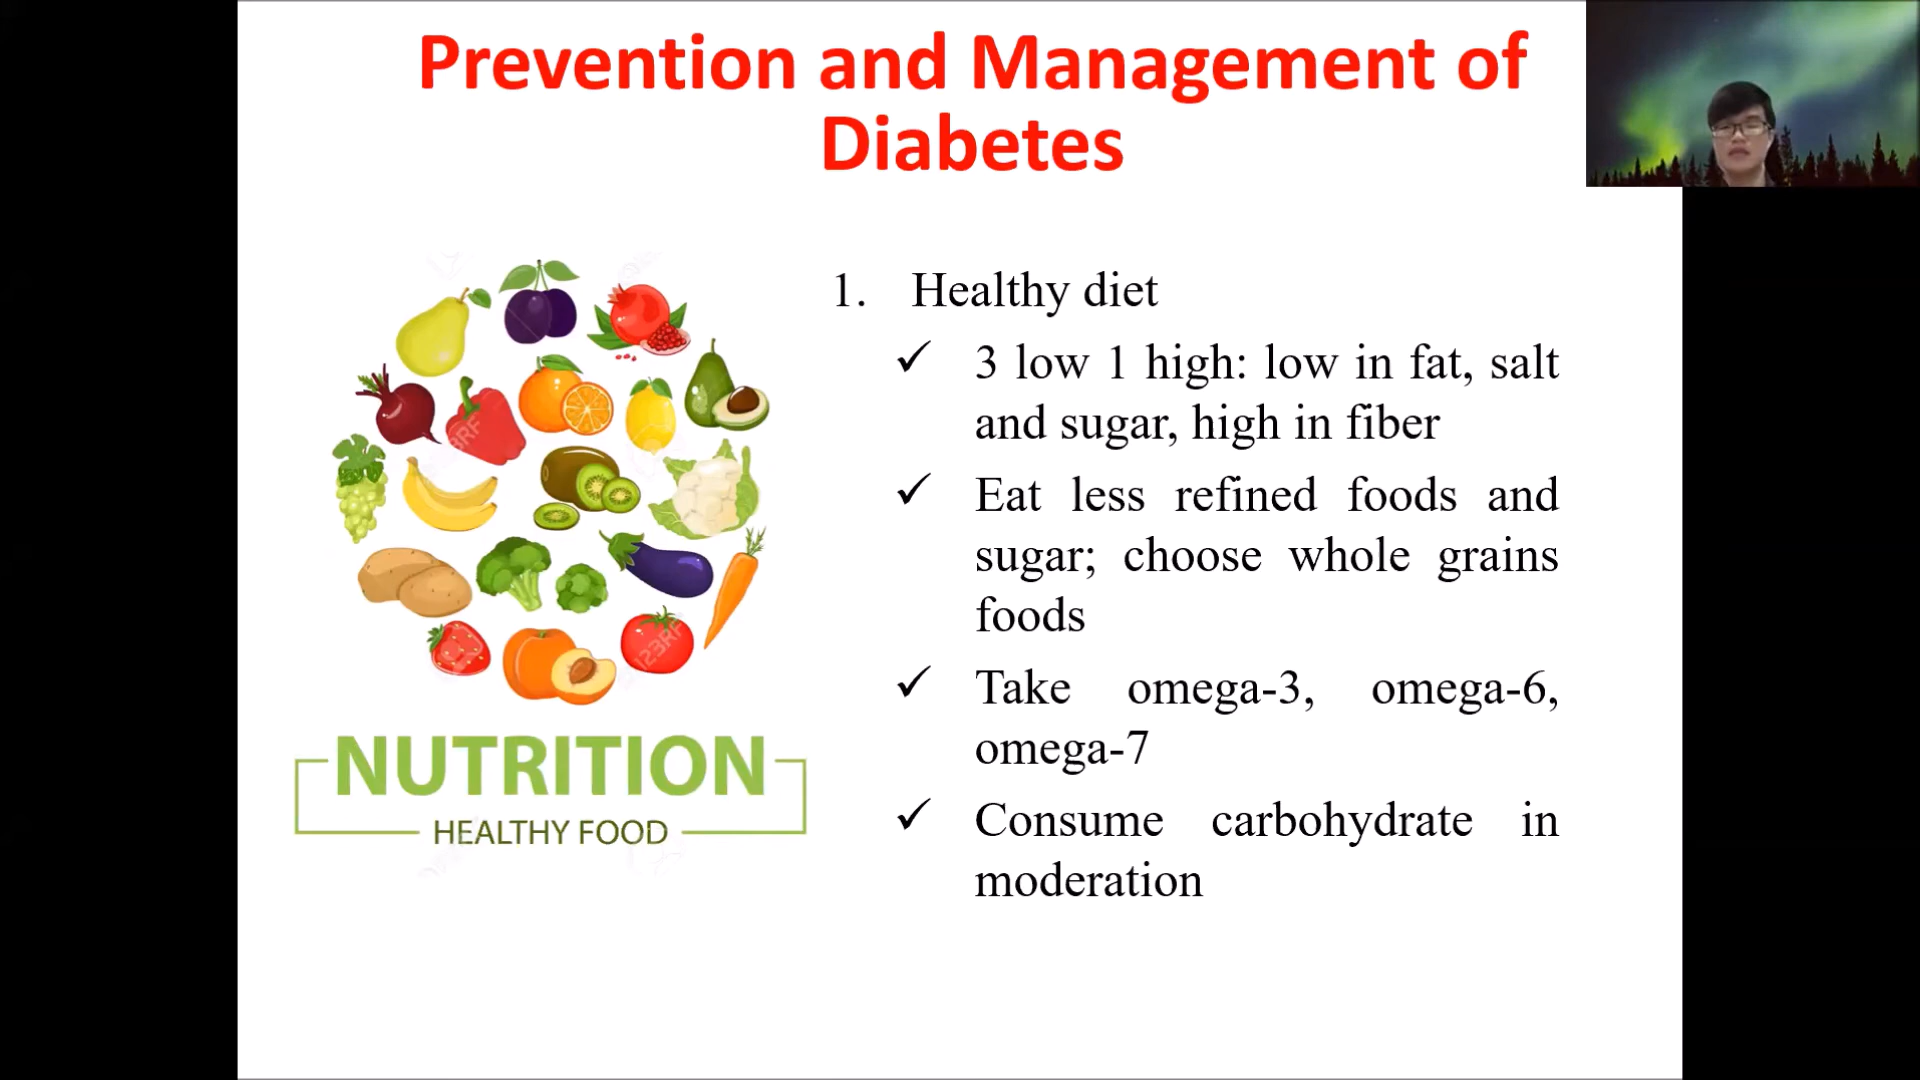 Prevention and Management of
Diabetes
1. Healthy diet
✓ 3 low 1 high: low in fat, salt
and sugar, high in fiber
✓ Eat less refined foods and
sugar; choose whole grains
foods
✓ Take omega-3, omega-6,
omega-7
✓ Consume carbohydrate in
moderation
NUTRITION
HEALTHY FOOD
123RF